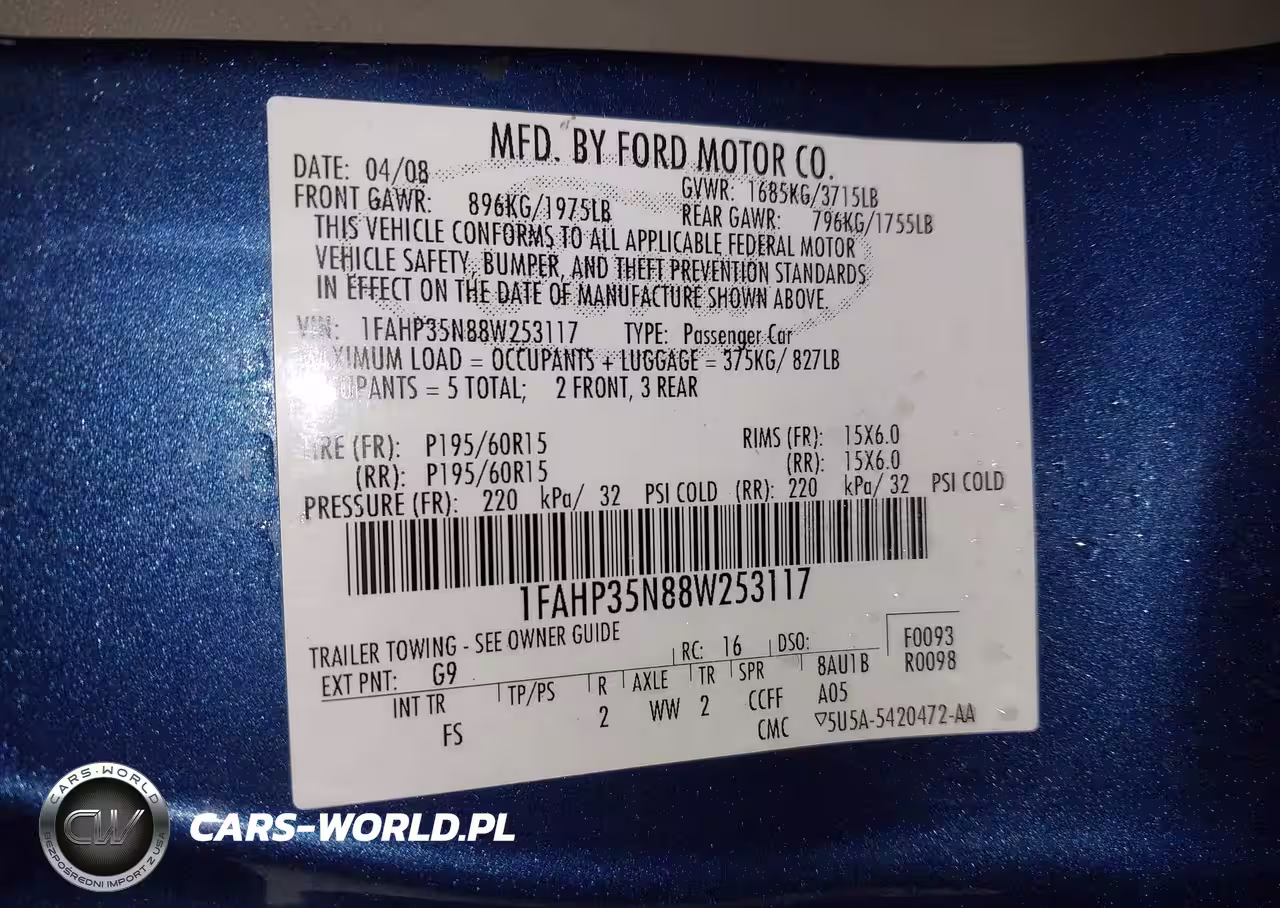 MFD. BY FORD MOTOR CO.
DATE: 04/08 GVWR: 1685KG/3715LB
FRONT GAWR: 896KG/1975LB REAR GAWR: 796KG/1755LB
THIS VEHICLE CONFORMS TO ALL APPLICABLE FEDERAL MOTOR
VEHICLE SAFETY, BUMPER, AND THEFT PREVENTION STANDARDS
IN EFFECT ON THE DATE OF MANUFACTURE SHOWN ABOVE.
VIN: 1FAHP35N88W253117 TYPE: Passenger Car
MAXIMUM LOAD = OCCUPANTS + LUGGAGE = 375KG/ 827LB
OCCUPANTS = 5 TOTAL; 2 FRONT, 3 REAR
TIRE (FR): P195/60R15 RIMS (FR): 15X6.0
(RR): P195/60R15 (RR): 15X6.0
PRESSURE (FR): 220 kPa/ 32 PSI COLD (RR): 220 kPa/ 32 PSI COLD
1FAHP35N88W253117
TRAILER TOWING - SEE OWNER GUIDE RC: 16 DSO: F0093
EXT PNT: G9 R0098
INT TR TP/PS R AXLE TR SPR 8AU1B
FS 2 WW 2 CCFF A05
CMC ▽5U5A-5420472-AA
CARS-WORLD
CW
BEZPOŚREDNI IMPORT Z USA
CARS-WORLD.PL